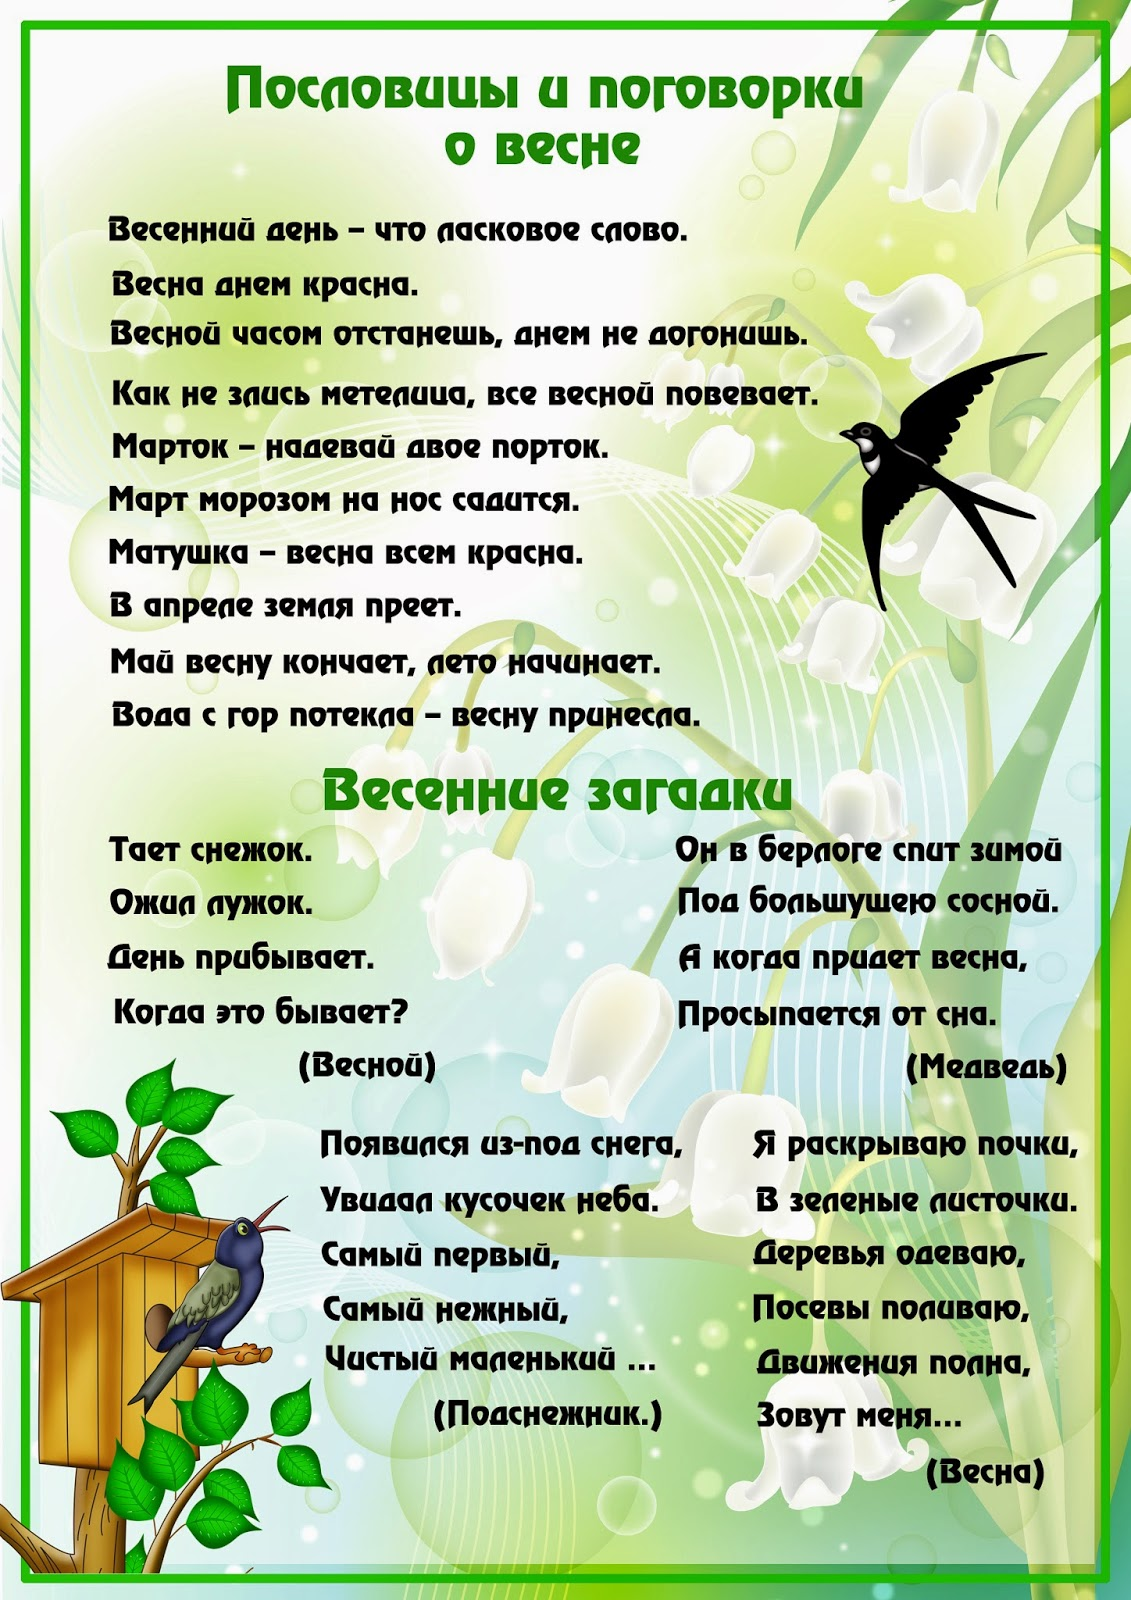 Пословицы и поговорки
о весне
Весенний день – что ласковое слово.
Весна днем красна.
Весной часом отстанешь, днем не догонишь.
Как не злись метелица, все весной повевает.
Марток – надевай двое порток.
Март морозом на нос садится.
Матушка – весна всем красна.
В апреле земля преет.
Май весну кончает, лето начинает.
Вода с гор потекла – весну принесла.
Весенние загадки
Тает снежок.
Ожил лужок.
День прибывает.
Когда это бывает?
(Весной)
Он в берлоге спит зимой
Под большущею сосной.
А когда придет весна,
Просыпается от сна.
(Медведь)
Появился из-под снега,
Увидал кусочек неба.
Самый первый,
Самый нежный,
Чистый маленький ...
(Подснежник.)
Я раскрываю почки,
В зеленые листочки.
Деревья одеваю,
Посевы поливаю,
Движения полна,
Зовут меня...
(Весна)